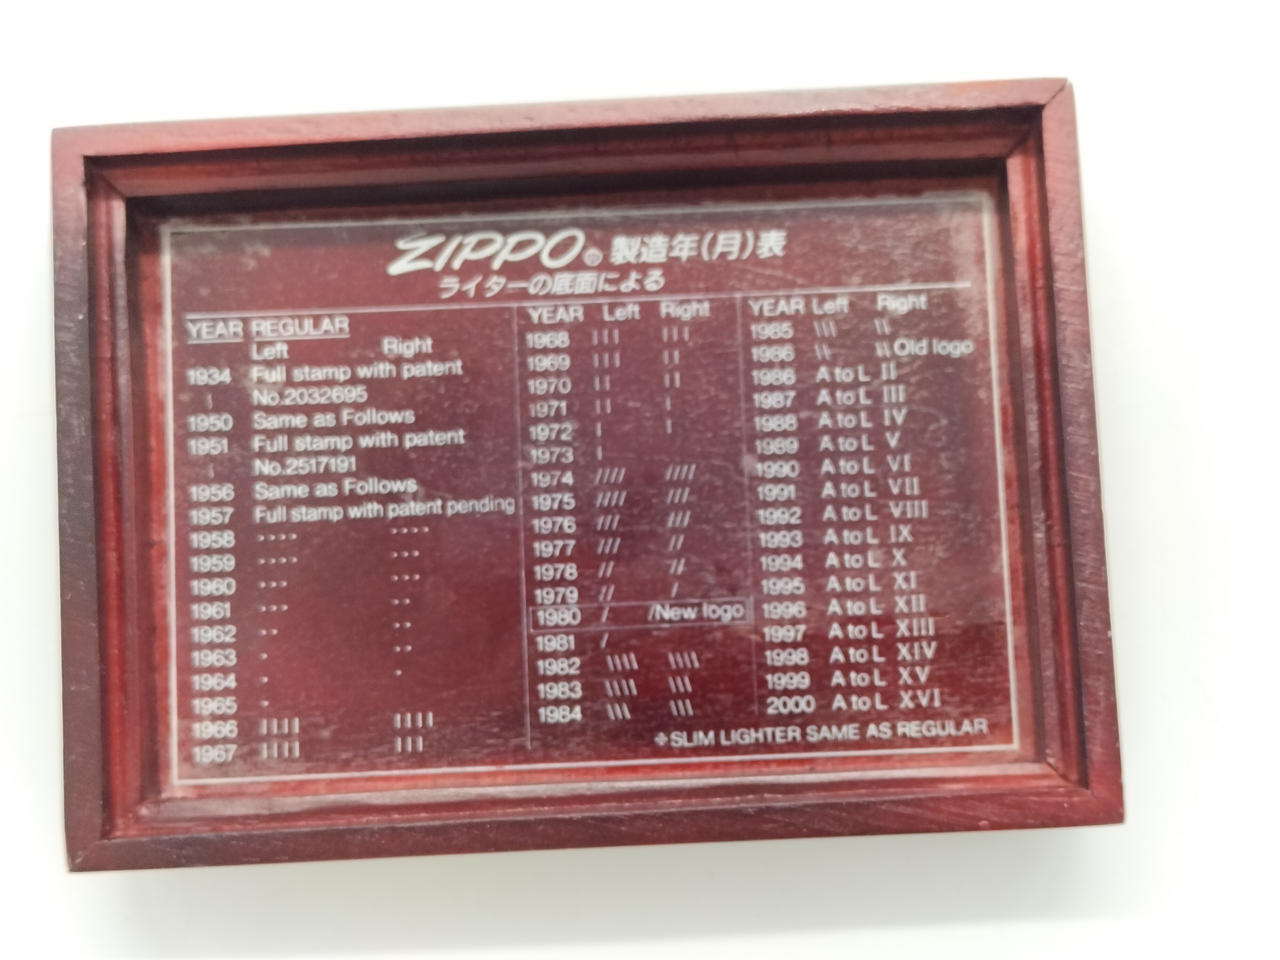 ZIPPO® 製造年(月)表
ライターの底面による
YEAR REGULAR
Left Right
1934 Full stamp with patent
≀ No.2032695
1950 Same as Follows
1951 Full stamp with patent
≀ No.2517191
1956 Same as Follows
1957 Full stamp with patent pending
1958 •••• ••••
1959 •••• •••
1960 ••• •••
1961 ••• ••
1962 •• ••
1963 • ••
1964 • •
1965 •
1966 |||| ||||
1967 |||| |||
YEAR Left Right
1968 ||| |||
1969 ||| ||
1970 || ||
1971 || |
1972 | |
1973 |
1974 //// ////
1975 //// ///
1976 /// ///
1977 /// //
1978 // //
1979 // /
1980 / /New logo
1981 /
1982 \\\\ \\\\
1983 \\\\ \\\
1984 \\\ \\\
YEAR Left Right
1985 \\\ \\
1986 \\ \\Old logo
1986 A to L II
1987 A to L III
1988 A to L IV
1989 A to L V
1990 A to L VI
1991 A to L VII
1992 A to L VIII
1993 A to L IX
1994 A to L X
1995 A to L XI
1996 A to L XII
1997 A to L XIII
1998 A to L XIV
1999 A to L XV
2000 A to L XVI
※SLIM LIGHTER SAME AS REGULAR